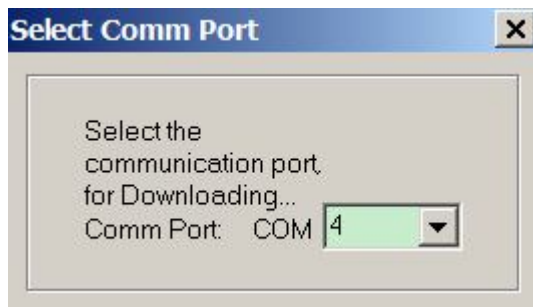 Select Comm Port
Select the
communication port,
for Downloading...
Comm Port: COM 4